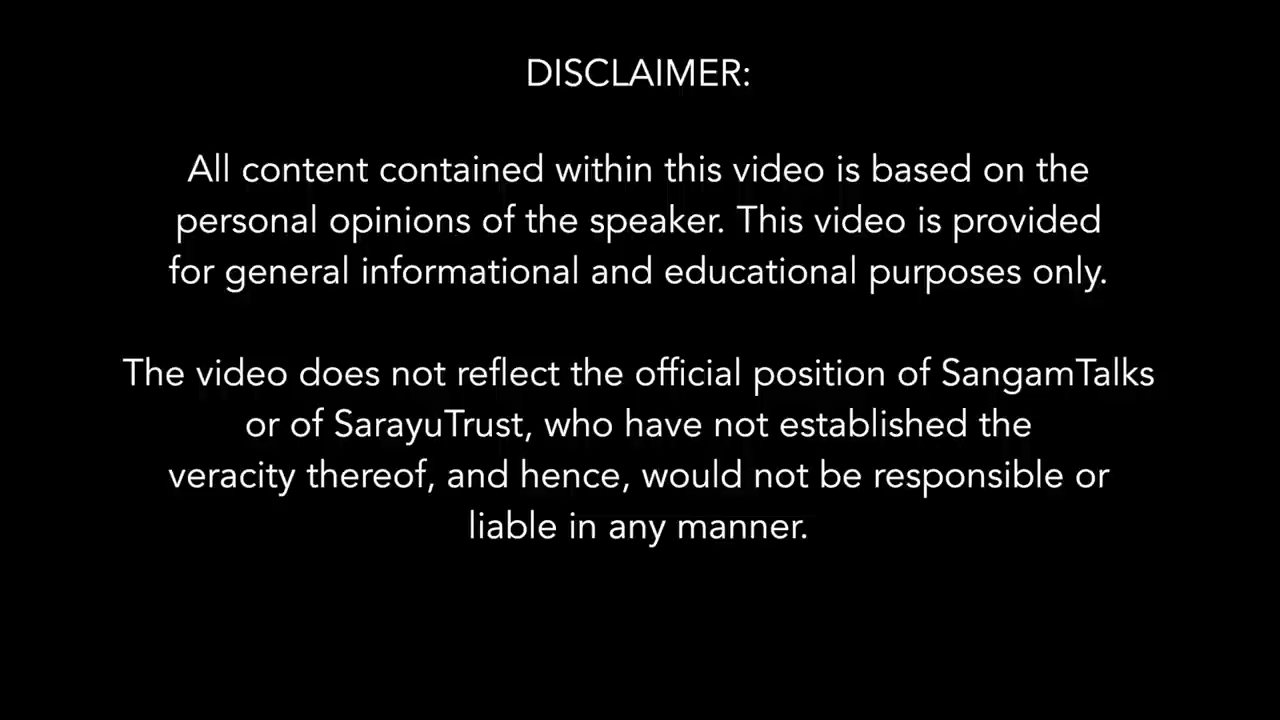 DISCLAIMER:
All content contained within this video is based on the
personal opinions of the speaker. This video is provided
for general informational and educational purposes only.
The video does not reflect the official position of SangamTalks
or of SarayuTrust, who have not established the
veracity thereof, and hence, would not be responsible or
liable in any manner.